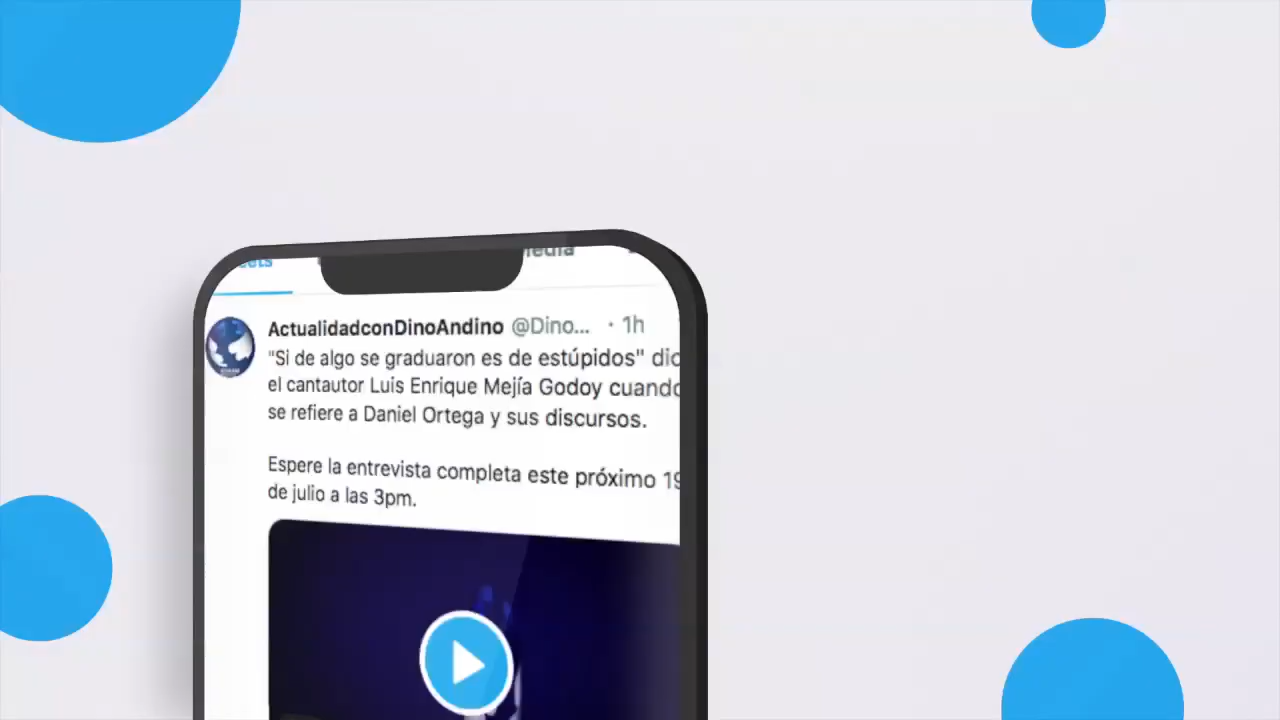 ActualidadconDinoAndino @Dino... · 1h
"Si de algo se graduaron es de estúpidos" dic
el cantautor Luis Enrique Mejía Godoy cuando
se refiere a Daniel Ortega y sus discursos.
Espere la entrevista completa este próximo 19
de julio a las 3pm.